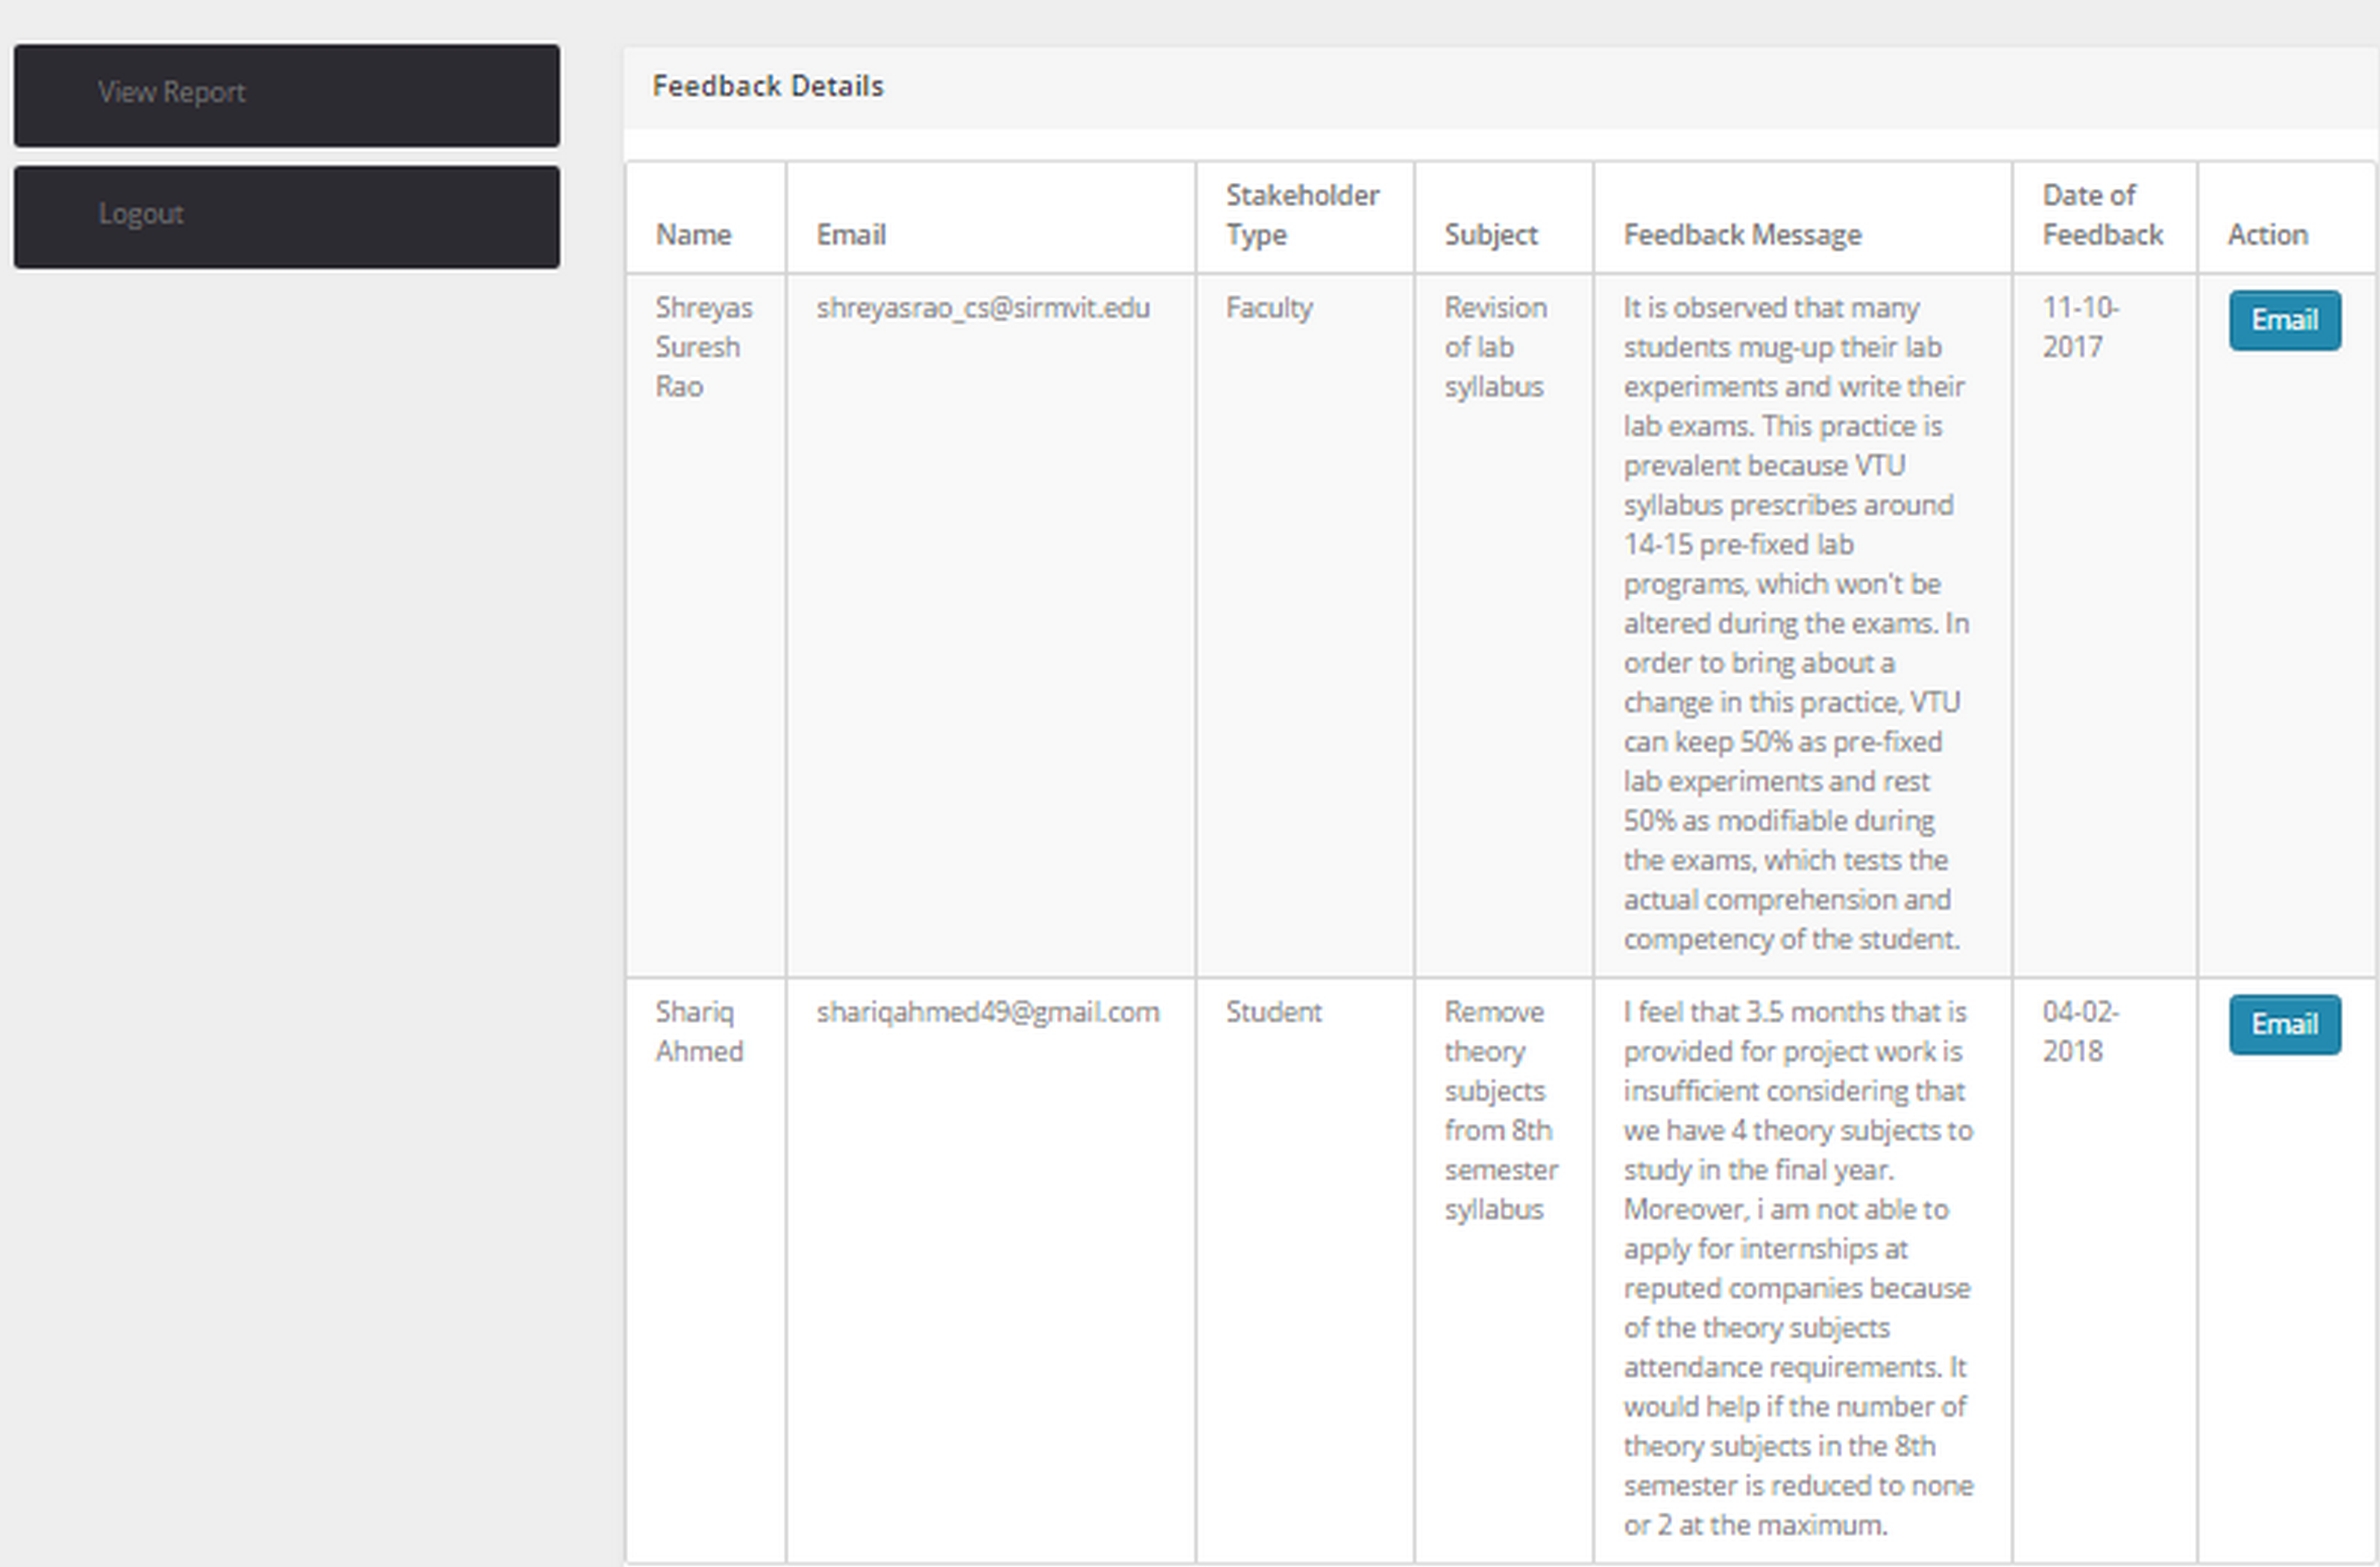 View Report
Logout
Feedback Details
Name
Email
Stakeholder
Type
Subject
Feedback Message
Date of
Feedback
Action
Shreyas
Suresh
Rao
shreyasrao_cs@sirmvit.edu
Faculty
Revision
of lab
syllabus
It is observed that many
students mug-up their lab
experiments and write their
lab exams. This practice is
prevalent because VTU
syllabus prescribes around
14-15 pre-fixed lab
programs, which won't be
altered during the exams. In
order to bring about a
change in this practice, VTU
can keep 50% as pre-fixed
lab experiments and rest
50% as modifiable during
the exams, which tests the
actual comprehension and
competency of the student.
11-10-
2017
Email
Shariq
Ahmed
shariqahmed49@gmail.com
Student
Remove
theory
subjects
from 8th
semester
syllabus
I feel that 3.5 months that is
provided for project work is
insufficient considering that
we have 4 theory subjects to
study in the final year.
Moreover, i am not able to
apply for internships at
reputed companies because
of the theory subjects
attendance requirements. It
would help if the number of
theory subjects in the 8th
semester is reduced to none
or 2 at the maximum.
04-02-
2018
Email